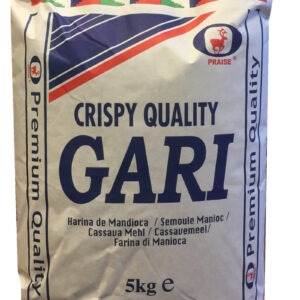 PRAISE®
CRISPY QUALITY
GARI
Harina de Mandioca / Semoule Manioc /
Cassava Mehl / Cassavemeel/
Farina di Manioca
5kg e
Premium Quality
Premium Quality